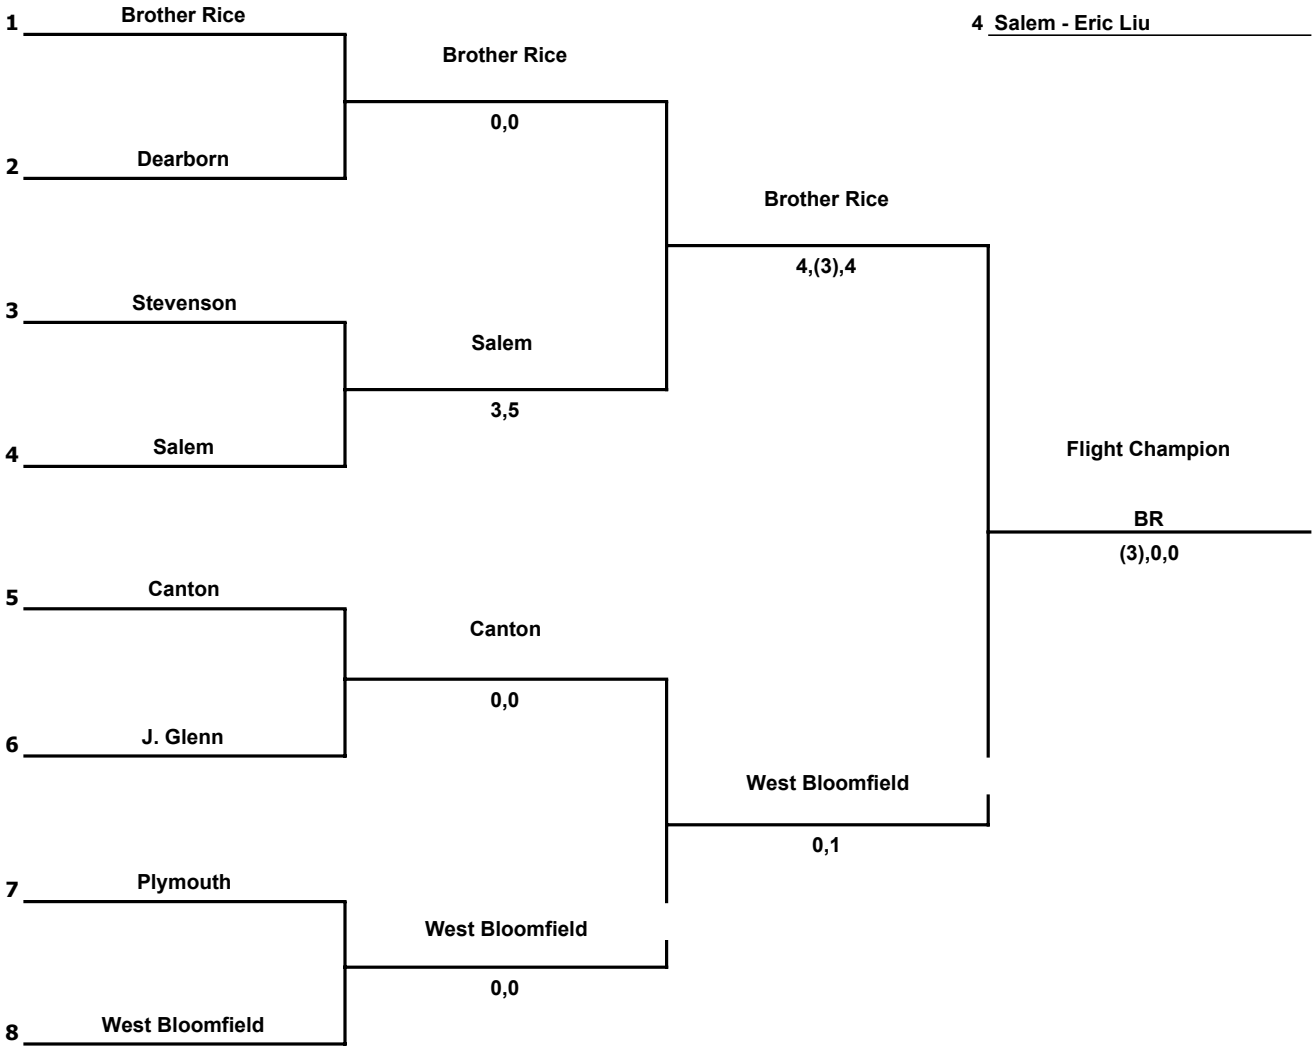 1 Brother Rice
4 Salem - Eric Liu
Brother Rice
0,0
2 Dearborn
Brother Rice
4,(3),4
3 Stevenson
Salem
3,5
4 Salem
Flight Champion
BR
(3),0,0
5 Canton
Canton
0,0
6 J. Glenn
West Bloomfield
0,1
7 Plymouth
West Bloomfield
0,0
8 West Bloomfield